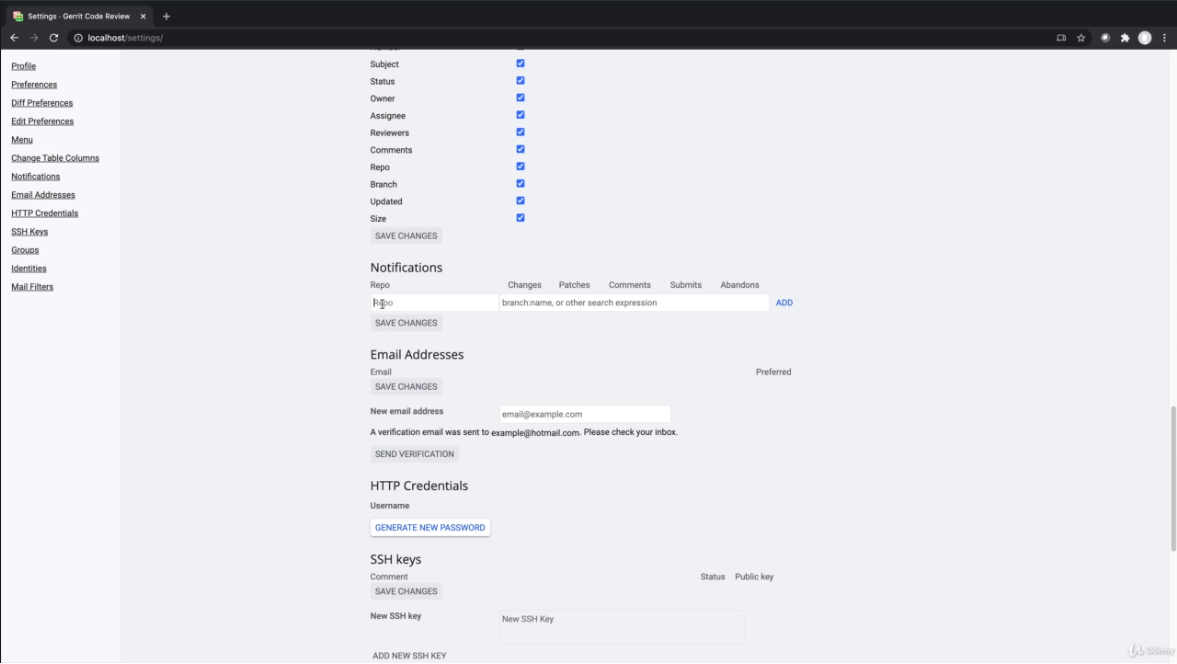 Settings · Gerrit Code Review
localhost/settings/
Profile
Preferences
Diff Preferences
Edit Preferences
Menu
Change Table Columns
Notifications
Email Addresses
HTTP Credentials
SSH Keys
Groups
Identities
Mail Filters
Subject
Status
Owner
Assignee
Reviewers
Comments
Repo
Branch
Updated
Size
SAVE CHANGES
Notifications
Repo Changes Patches Comments Submits Abandons
Repo branch:name, or other search expression ADD
SAVE CHANGES
Email Addresses
Email Preferred
SAVE CHANGES
New email address email@example.com
A verification email was sent to example@hotmail.com. Please check your inbox.
SEND VERIFICATION
HTTP Credentials
Username
GENERATE NEW PASSWORD
SSH keys
Comment Status Public key
SAVE CHANGES
New SSH key New SSH Key
ADD NEW SSH KEY
Udemy